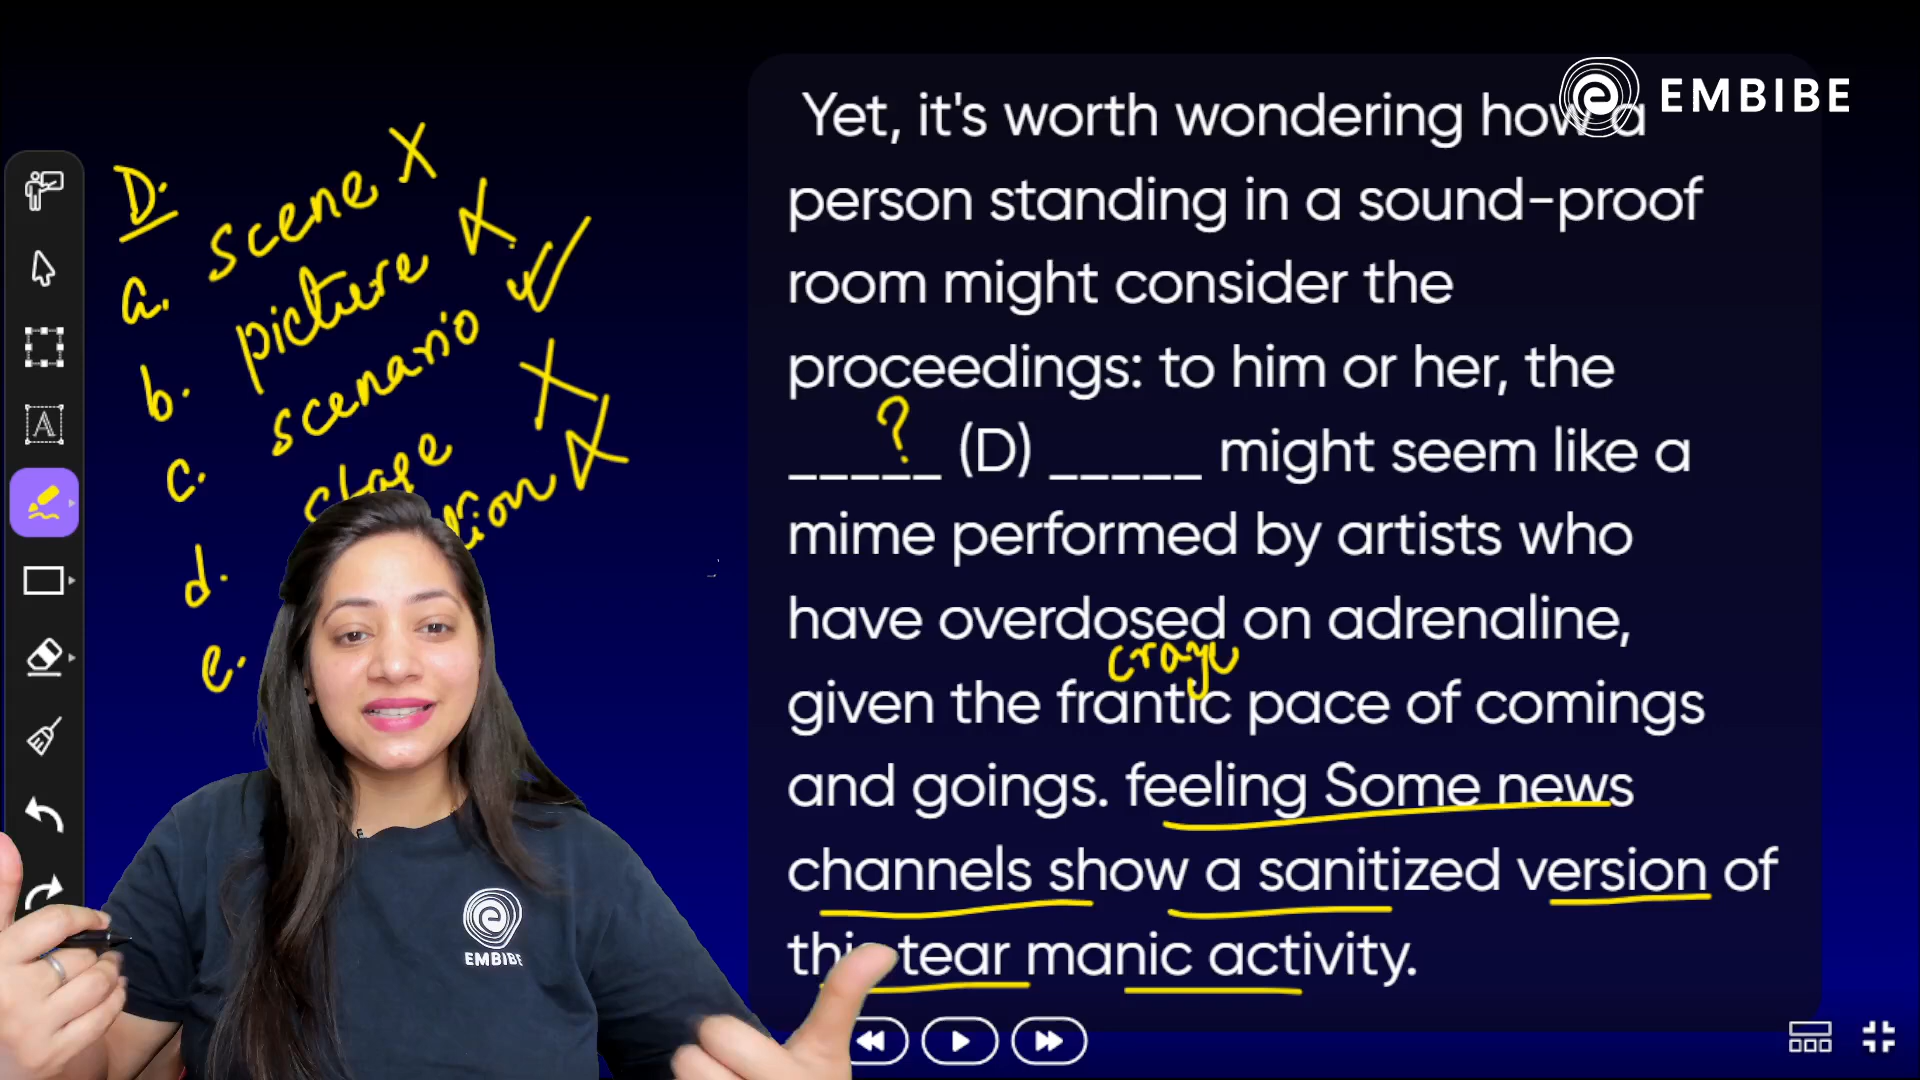 EMBIBE
Yet, it's worth wondering how a
person standing in a sound-proof
room might consider the
proceedings: to him or her, the
? _____ (D) _____ might seem like a
mime performed by artists who
have overdosed on adrenaline,
craze
given the frantic pace of comings
and goings. feeling Some news
channels show a sanitized version of
tear manic activity.
D.
a. scene X
b. picture X
c. scenario ✓
d. X
e. X
A
EMBIBE